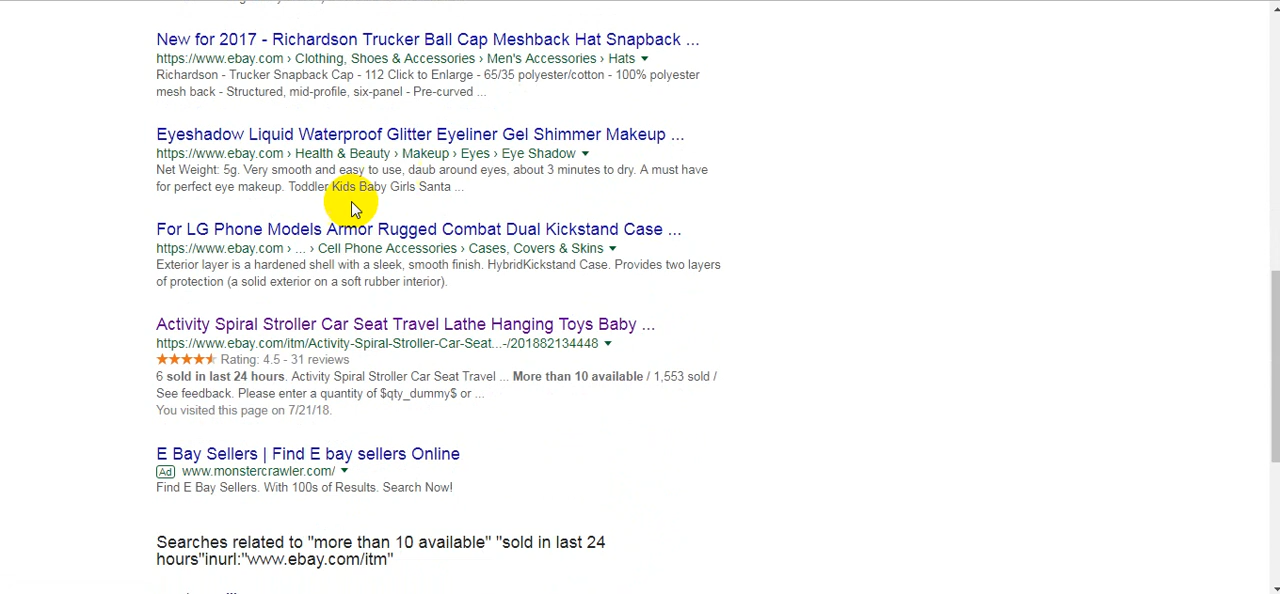 New for 2017 - Richardson Trucker Ball Cap Meshback Hat Snapback ...
https://www.ebay.com › Clothing, Shoes & Accessories › Men's Accessories › Hats
Richardson - Trucker Snapback Cap - 112 Click to Enlarge - 65/35 polyester/cotton - 100% polyester
mesh back - Structured, mid-profile, six-panel - Pre-curved ...
Eyeshadow Liquid Waterproof Glitter Eyeliner Gel Shimmer Makeup ...
https://www.ebay.com › Health & Beauty › Makeup › Eyes › Eye Shadow
Net Weight: 5g. Very smooth and easy to use, daub around eyes, about 3 minutes to dry. A must have
for perfect eye makeup. Toddler Kids Baby Girls Santa ...
For LG Phone Models Armor Rugged Combat Dual Kickstand Case ...
https://www.ebay.com › ... › Cell Phone Accessories › Cases, Covers & Skins
Exterior layer is a hardened shell with a sleek, smooth finish. HybridKickstand Case. Provides two layers
of protection (a solid exterior on a soft rubber interior).
Activity Spiral Stroller Car Seat Travel Lathe Hanging Toys Baby ...
https://www.ebay.com/itm/Activity-Spiral-Stroller-Car-Seat...-/201882134448
Rating: 4.5 - 31 reviews
6 sold in last 24 hours. Activity Spiral Stroller Car Seat Travel ... More than 10 available / 1,553 sold /
See feedback. Please enter a quantity of $qty_dummy$ or ...
You visited this page on 7/21/18.
E Bay Sellers | Find E bay sellers Online
Ad www.monstercrawler.com/
Find E Bay Sellers. With 100s of Results. Search Now!
Searches related to "more than 10 available" "sold in last 24
hours"inurl:"www.ebay.com/itm"